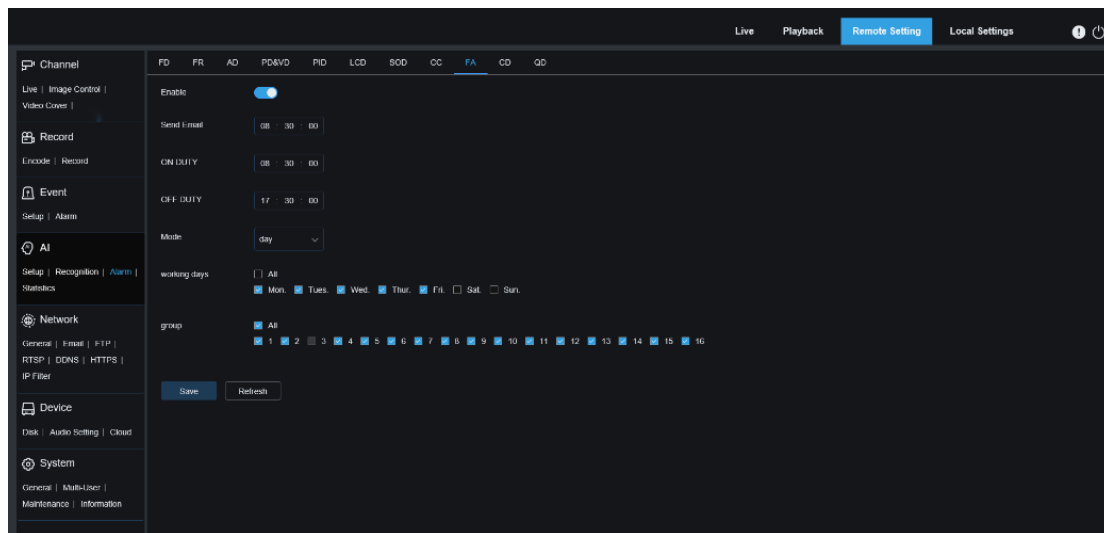 Live Playback Remote Setting Local Settings
Channel
Live | Image Control |
Video Cover |
Record
Encode | Record
Event
Setup | Alarm
AI
Setup | Recognition | Alarm |
Statistics
Network
General | Email | FTP |
RTSP | DDNS | HTTPS |
IP Filter
Device
Disk | Audio Setting | Cloud
System
General | Multi-User |
Maintenance | Information
FD FR AD PD&VD PID LCD SOD CC FA CD QD
Enable
Send Email 08 : 30 : 00
ON DUTY 08 : 30 : 00
OFF DUTY 17 : 30 : 00
Mode day
working days All
Mon. Tues. Wed. Thur. Fri. Sat. Sun.
group All
1 2 3 4 5 6 7 8 9 10 11 12 13 14 15 16
Save Refresh